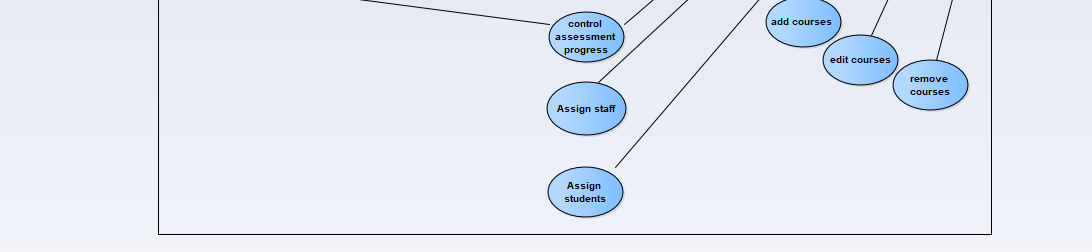 control
assessment
progress
add courses
edit courses
remove
courses
Assign staff
Assign
students